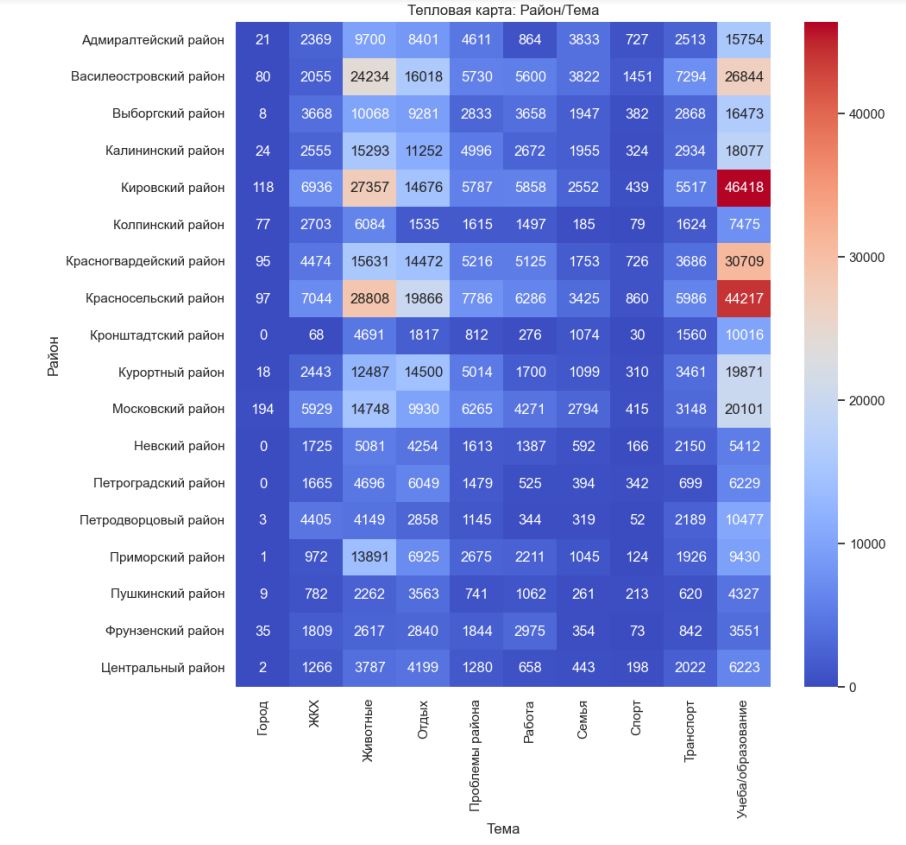 Тепловая карта: Район/Тема
Район
Адмиралтейский район 21 2369 9700 8401 4611 864 3833 727 2513 15754
Василеостровский район 80 2055 24234 16018 5730 5600 3822 1451 7294 26844
Выборгский район 8 3668 10068 9281 2833 3658 1947 382 2868 16473
Калининский район 24 2555 15293 11252 4996 2672 1955 324 2934 18077
Кировский район 118 6936 27357 14676 5787 5858 2552 439 5517 46418
Колпинский район 77 2703 6084 1535 1615 1497 185 79 1624 7475
Красногвардейский район 95 4474 15631 14472 5216 5125 1753 726 3686 30709
Красносельский район 97 7044 28808 19866 7786 6286 3425 860 5986 44217
Кронштадтский район 0 68 4691 1817 812 276 1074 30 1560 10016
Курортный район 18 2443 12487 14500 5014 1700 1099 310 3461 19871
Московский район 194 5929 14748 9930 6265 4271 2794 415 3148 20101
Невский район 0 1725 5081 4254 1613 1387 592 166 2150 5412
Петроградский район 0 1665 4696 6049 1479 525 394 342 699 6229
Петродворцовый район 3 4405 4149 2858 1145 344 319 52 2189 10477
Приморский район 1 972 13891 6925 2675 2211 1045 124 1926 9430
Пушкинский район 9 782 2262 3563 741 1062 261 213 620 4327
Фрунзенский район 35 1809 2617 2840 1844 2975 354 73 842 3551
Центральный район 2 1266 3787 4199 1280 658 443 198 2022 6223
Город
ЖКХ
Животные
Отдых
Проблемы района
Работа
Семья
Спорт
Транспорт
Учеба/образование
Тема
40000
30000
20000
10000
0